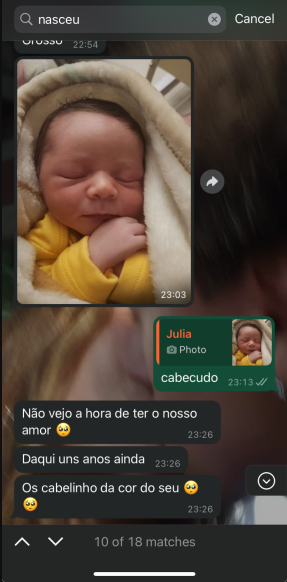 nasceu
Cancel
Grosso
22:54
23:03
Julia
Photo
cabecudo
23:13
Não vejo a hora de ter o nosso
amor 🥺
23:26
Daqui uns anos ainda
23:26
Os cabelinho da cor do seu 🥺
🥺
23:26
10 of 18 matches